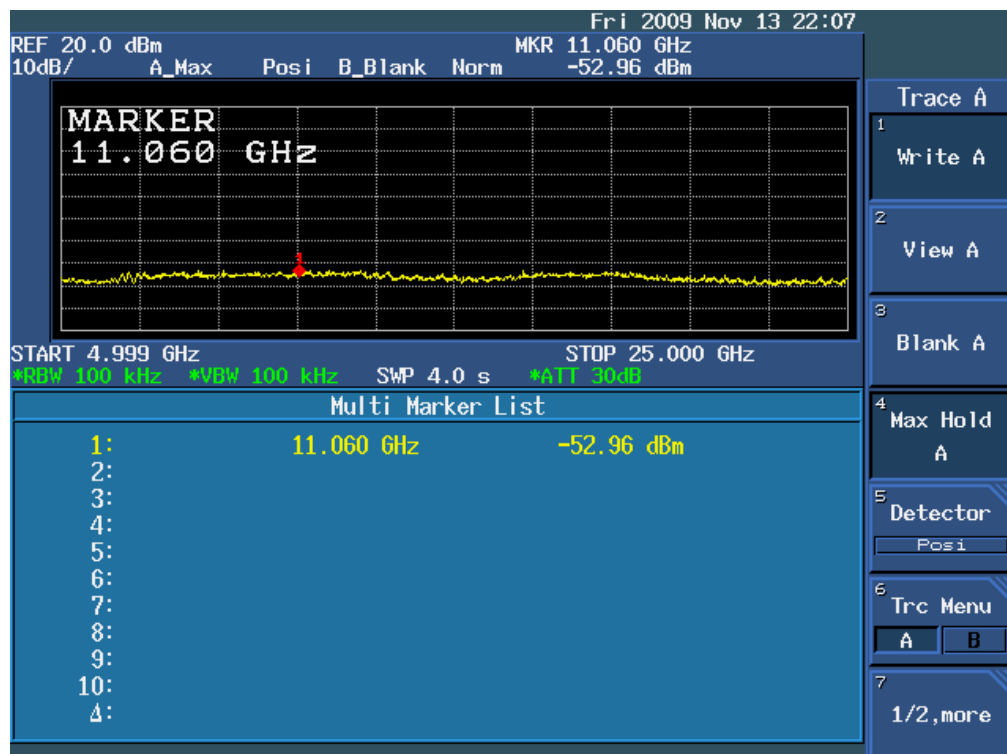 Fri 2009 Nov 13 22:07
REF 20.0 dBm MKR 11.060 GHz
10dB/ A_Max Posi B_Blank Norm -52.96 dBm
MARKER
11.060 GHz
1
START 4.999 GHz STOP 25.000 GHz
*RBW 100 kHz *VBW 100 kHz SWP 4.0 s *ATT 30dB
Multi Marker List
1: 11.060 GHz -52.96 dBm
2:
3:
4:
5:
6:
7:
8:
9:
10:
Δ:
Trace A
1
Write A
2
View A
3
Blank A
4
Max Hold
A
5
Detector
Posi
6
Trc Menu
A B
7
1/2,more